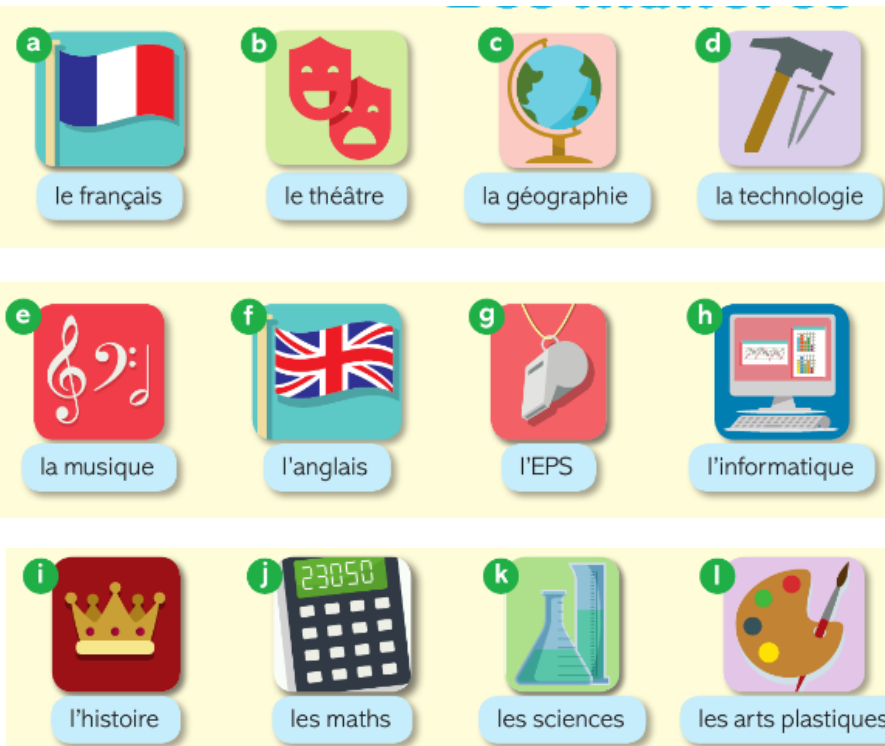 a b c d
le français le théâtre la géographie la technologie
e f g h
la musique l'anglais l'EPS l'informatique
i j k l
23050
l'histoire les maths les sciences les arts plastiques